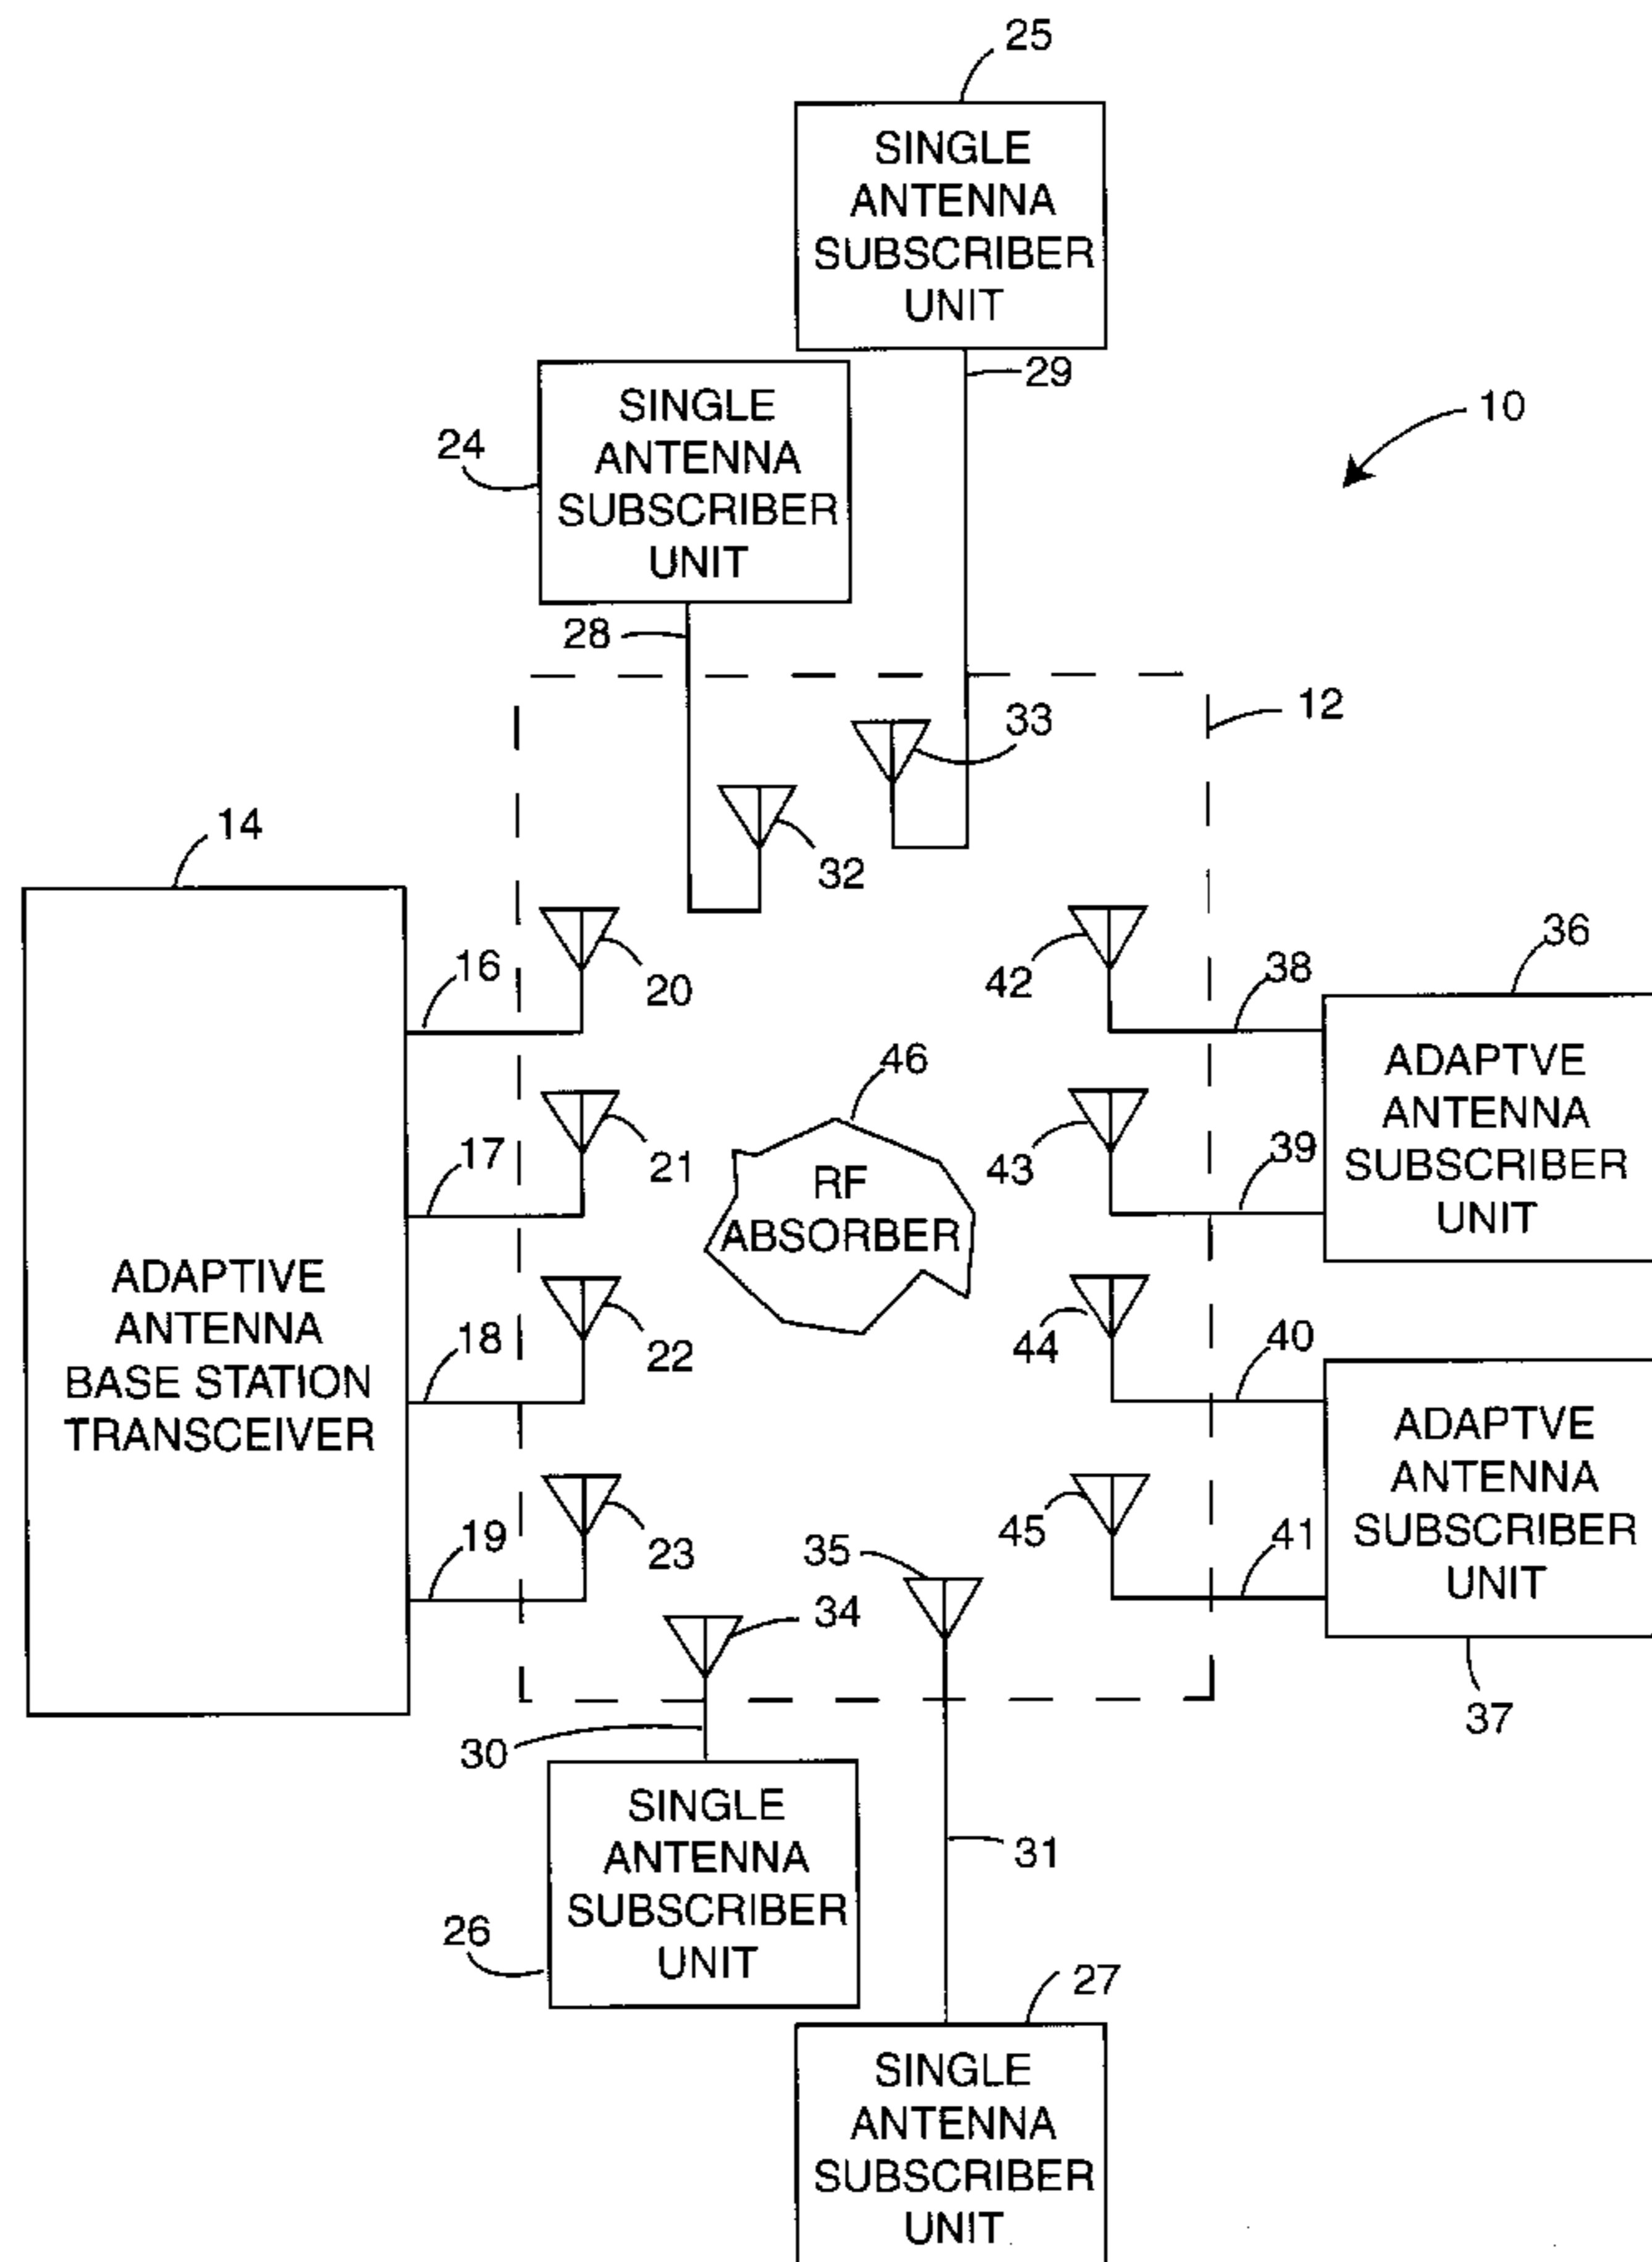 25
SINGLE
ANTENNA
SUBSCRIBER
UNIT
29
10
24
SINGLE
ANTENNA
SUBSCRIBER
UNIT
28
12
33
32
14
20
16
42
38
36
ADAPTVE
ANTENNA
SUBSCRIBER
UNIT
46
17
21
RF
ABSORBER
43
39
ADAPTIVE
ANTENNA
BASE STATION
TRANSCEIVER
18
22
44
40
ADAPTVE
ANTENNA
SUBSCRIBER
UNIT
19
23
35
45
41
34
37
30
SINGLE
ANTENNA
SUBSCRIBER
UNIT
31
26
27
SINGLE
ANTENNA
SUBSCRIBER
UNIT